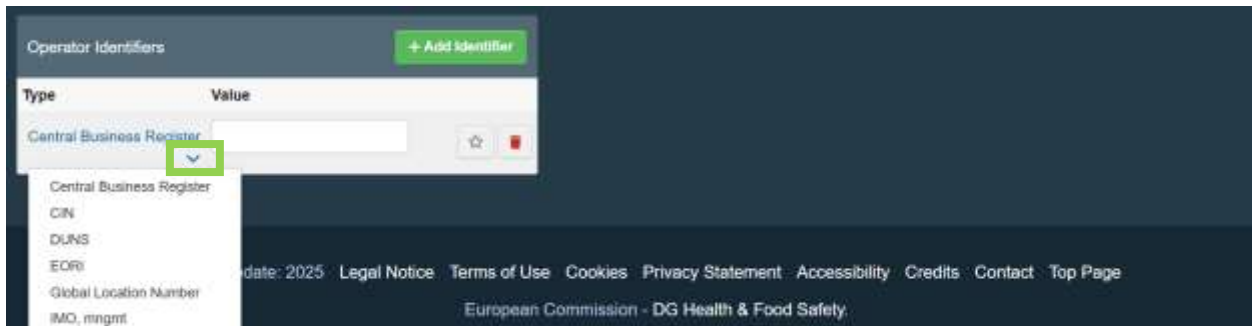 Operator Identifiers
+ Add Identifier
Type Value
Central Business Register
Central Business Register
CIN
DUNS
EORI
Global Location Number
IMO, mngmt
date: 2025 Legal Notice Terms of Use Cookies Privacy Statement Accessibility Credits Contact Top Page
European Commission - DG Health & Food Safety